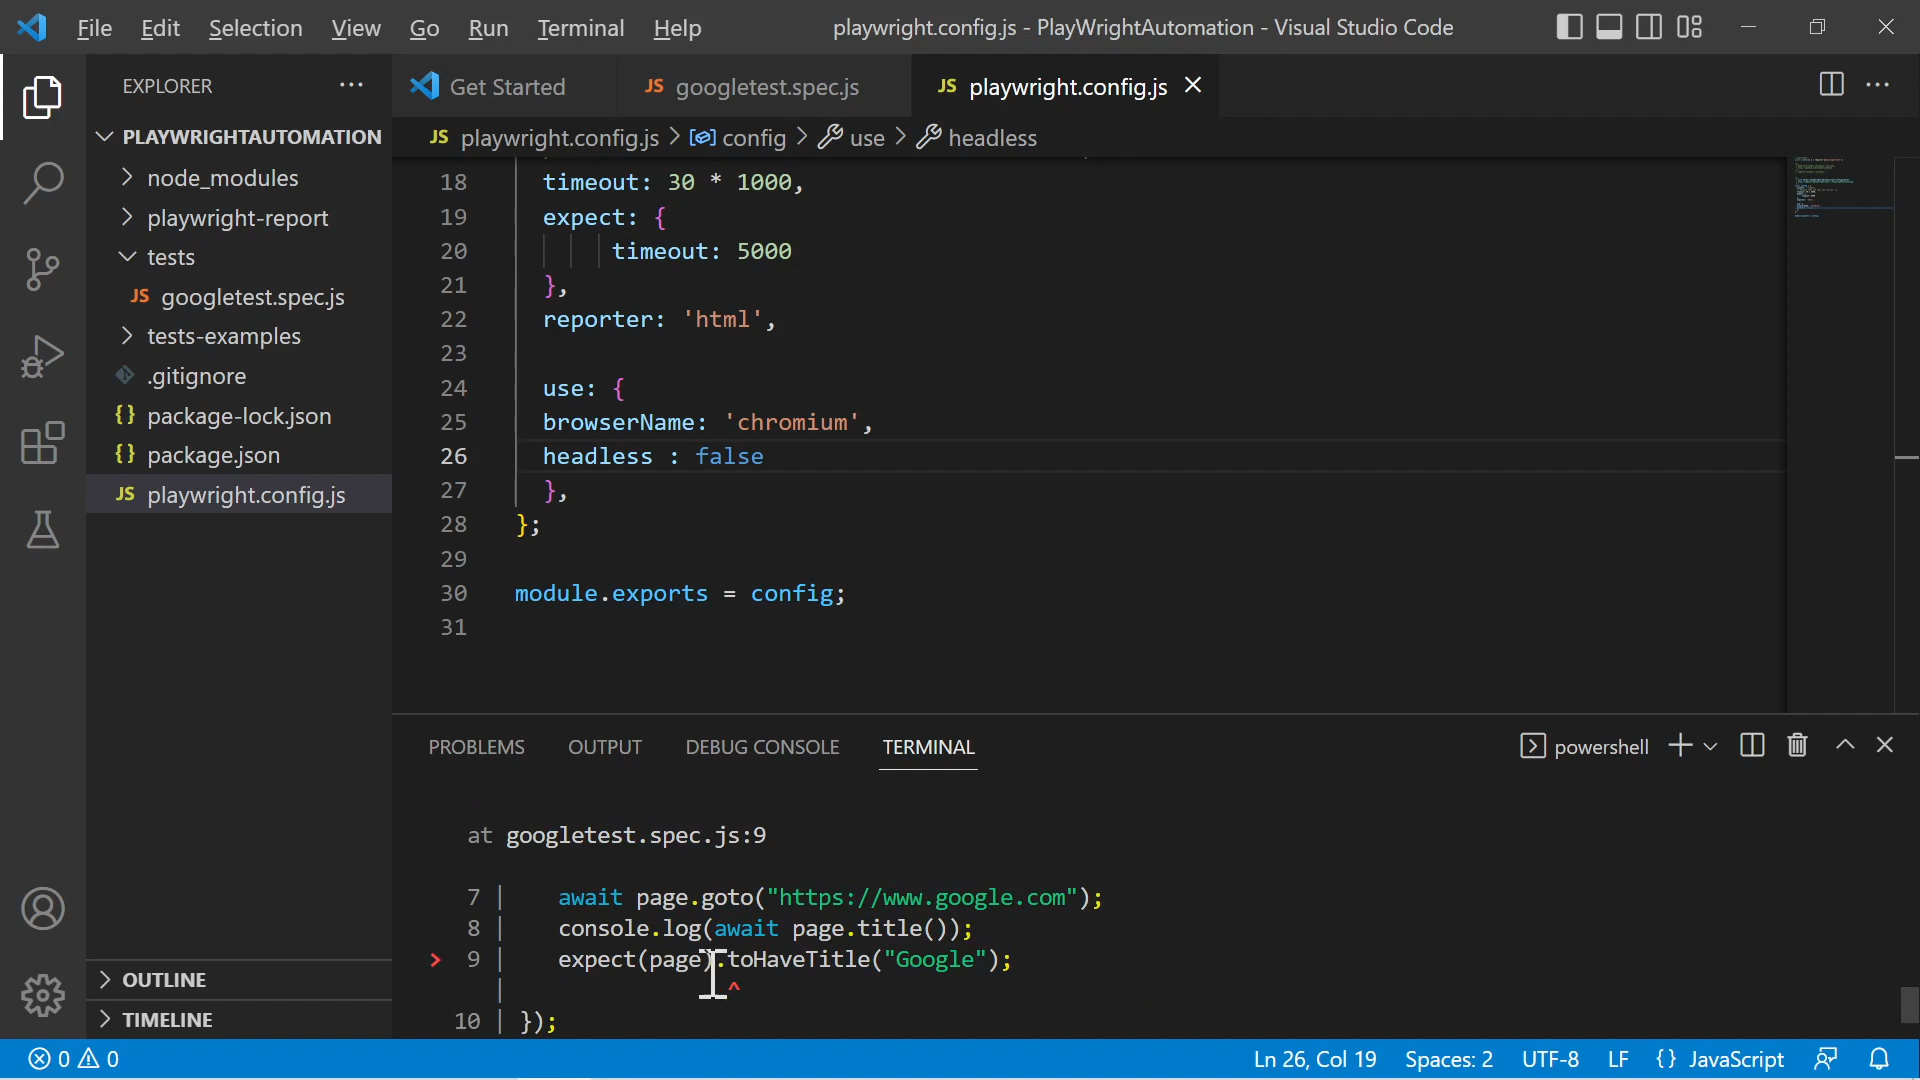 File Edit Selection View Go Run Terminal Help playwright.config.js - PlayWrightAutomation - Visual Studio Code
EXPLORER
Get Started
JS googletest.spec.js
JS playwright.config.js
JS playwright.config.js > config > use > headless
PLAYWRIGHTAUTOMATION
node_modules
playwright-report
tests
JS googletest.spec.js
tests-examples
.gitignore
{} package-lock.json
{} package.json
JS playwright.config.js
OUTLINE
TIMELINE
18 timeout: 30 * 1000,
19 expect: {
20 timeout: 5000
21 },
22 reporter: 'html',
23
24 use: {
25 browserName: 'chromium',
26 headless : false
27 },
28 };
29
30 module.exports = config;
31
PROBLEMS OUTPUT DEBUG CONSOLE TERMINAL powershell
at googletest.spec.js:9
7 | await page.goto("https://www.google.com");
8 | console.log(await page.title());
> 9 | expect(page).toHaveTitle("Google");
| ^
10 | });
0 0 Ln 26, Col 19 Spaces: 2 UTF-8 LF {} JavaScript